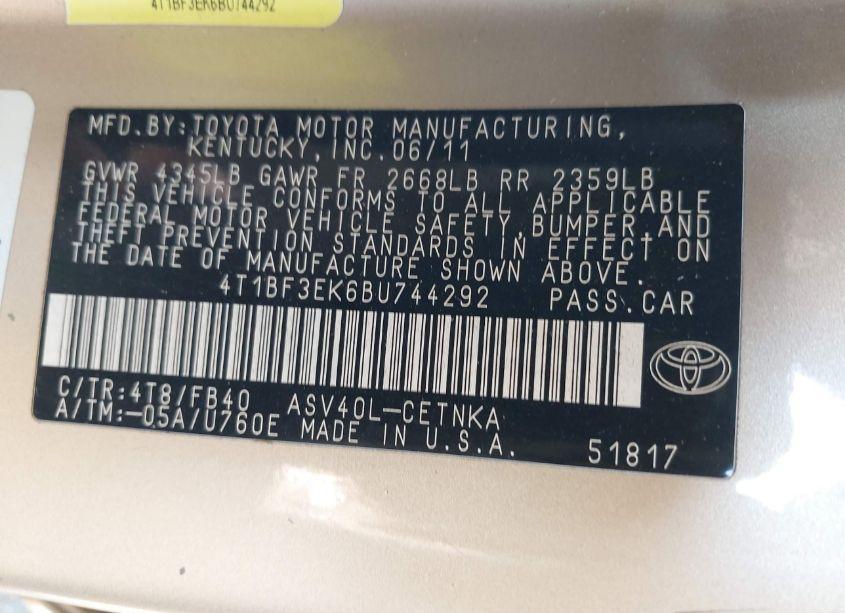 4T1BF3EK6BU744292
MFD.BY:TOYOTA MOTOR MANUFACTURING,
KENTUCKY,INC.06/11
GVWR 4345LB GAWR FR 2668LB RR 2359LB
THIS VEHICLE CONFORMS TO ALL APPLICABLE
FEDERAL MOTOR VEHICLE SAFETY,BUMPER,AND
THEFT PREVENTION STANDARDS IN EFFECT ON
THE DATE OF MANUFACTURE SHOWN ABOVE.
4T1BF3EK6BU744292 PASS.CAR
C/TR:4T8/FB40 ASV40L-CETNKA
A/TM:-05A/U760E MADE IN U.S.A. 51817